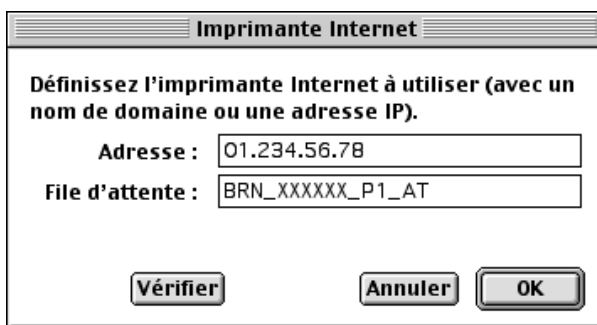 Imprimante Internet
Définissez l'imprimante Internet à utiliser (avec un
nom de domaine ou une adresse IP).
Adresse : 01.234.56.78
File d'attente : BRN_XXXXXX_P1_AT
Vérifier Annuler OK